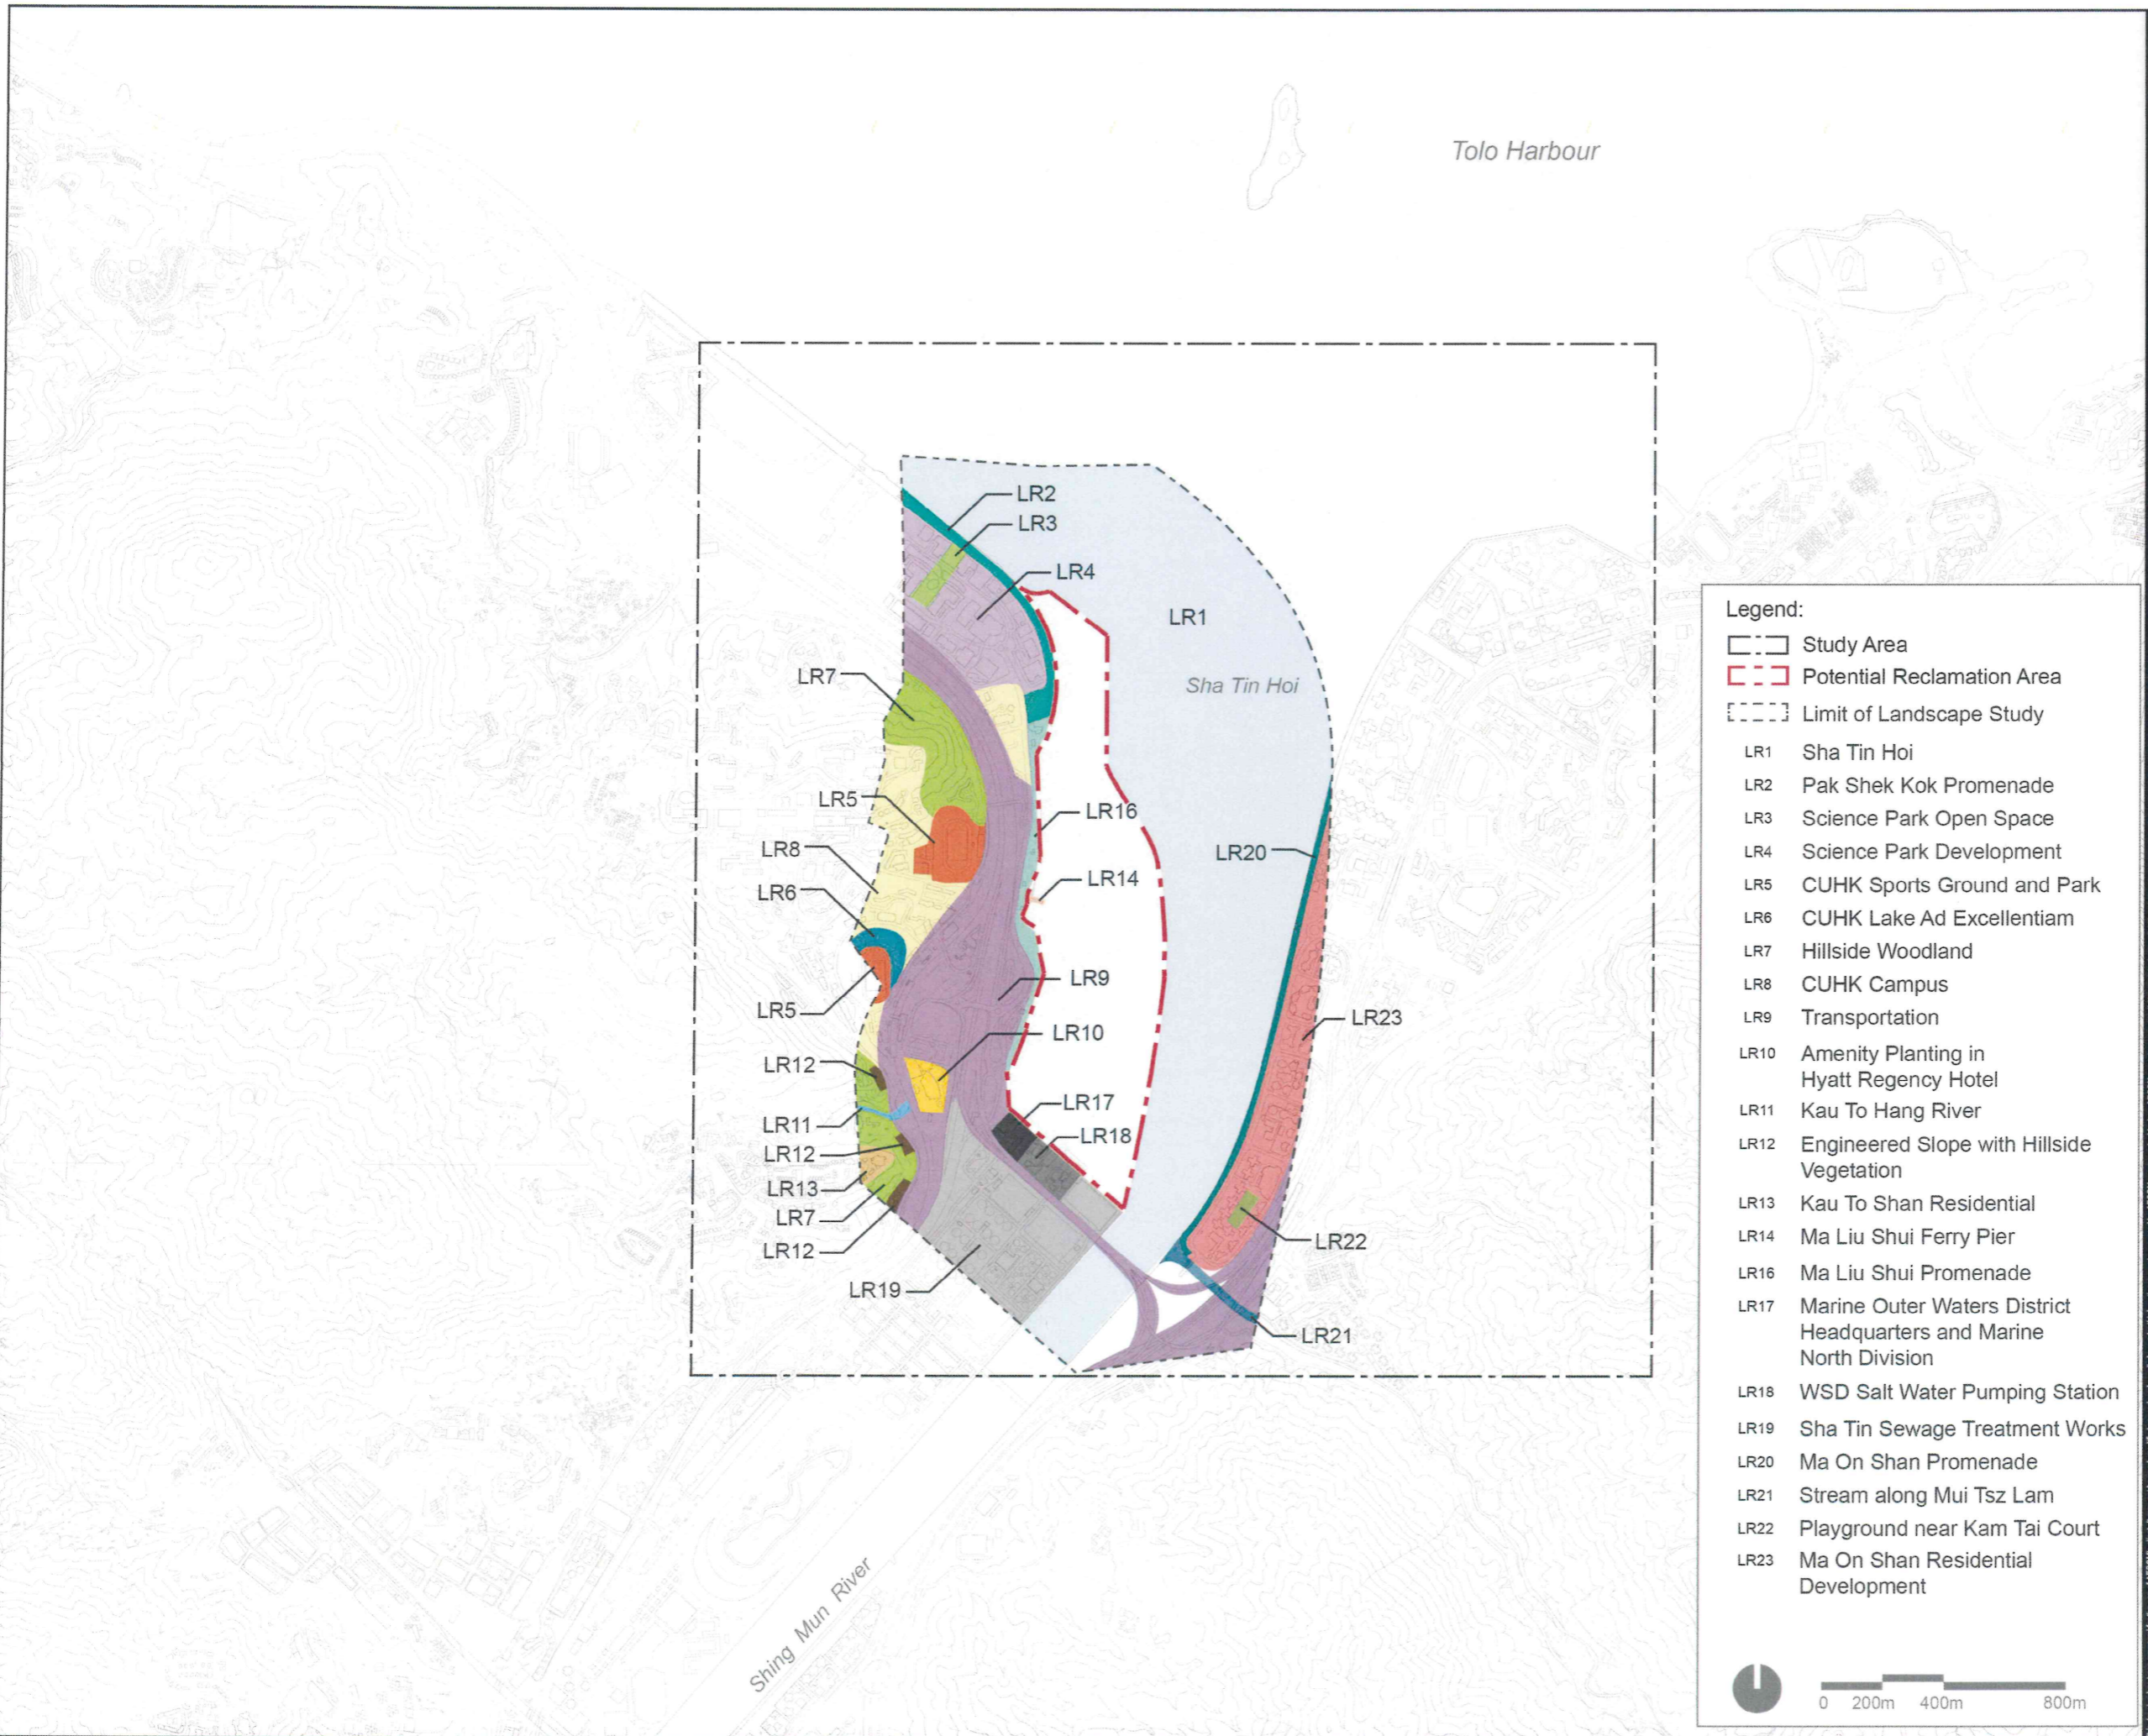 Tolo Harbour
LR2
LR3
LR4
LR1
LR7
Sha Tin Hoi
LR5
LR16
LR8
LR20
LR14
LR6
LR9
LR5
LR23
LR10
LR12
LR17
LR11
LR18
LR12
LR13
LR7
LR22
LR12
LR19
LR21
Shing Mun River
Legend:
Study Area
Potential Reclamation Area
Limit of Landscape Study
LR1 Sha Tin Hoi
LR2 Pak Shek Kok Promenade
LR3 Science Park Open Space
LR4 Science Park Development
LR5 CUHK Sports Ground and Park
LR6 CUHK Lake Ad Excellentiam
LR7 Hillside Woodland
LR8 CUHK Campus
LR9 Transportation
LR10 Amenity Planting in
Hyatt Regency Hotel
LR11 Kau To Hang River
LR12 Engineered Slope with Hillside
Vegetation
LR13 Kau To Shan Residential
LR14 Ma Liu Shui Ferry Pier
LR16 Ma Liu Shui Promenade
LR17 Marine Outer Waters District
Headquarters and Marine
North Division
LR18 WSD Salt Water Pumping Station
LR19 Sha Tin Sewage Treatment Works
LR20 Ma On Shan Promenade
LR21 Stream along Mui Tsz Lam
LR22 Playground near Kam Tai Court
LR23 Ma On Shan Residential
Development
0 200m 400m 800m